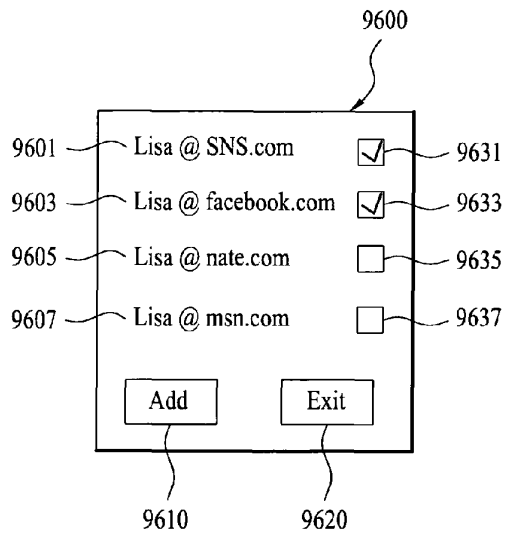 9600
9601 Lisa @ SNS.com 9631
9603 Lisa @ facebook.com 9633
9605 Lisa @ nate.com 9635
9607 Lisa @ msn.com 9637
Add Exit
9610 9620